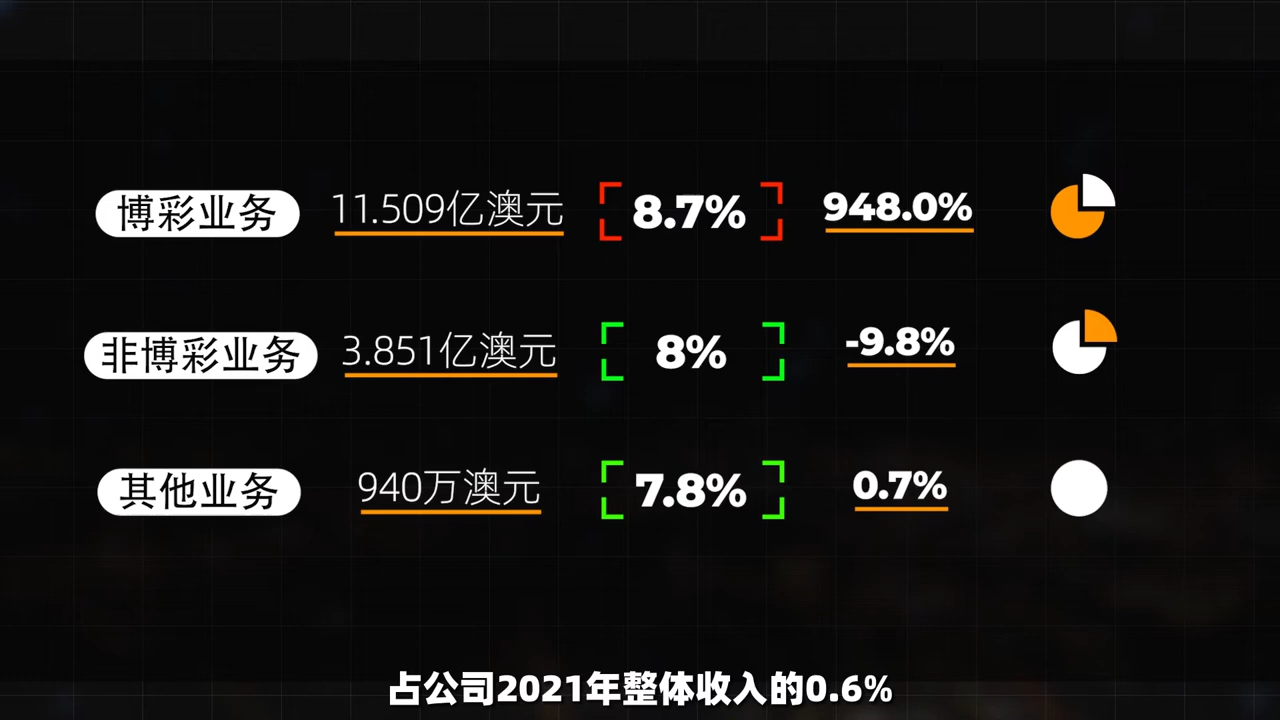 博彩业务 11.509亿澳元 8.7% 948.0%
非博彩业务 3.851亿澳元 8% -9.8%
其他业务 940万澳元 7.8% 0.7%
占公司2021年整体收入的0.6%